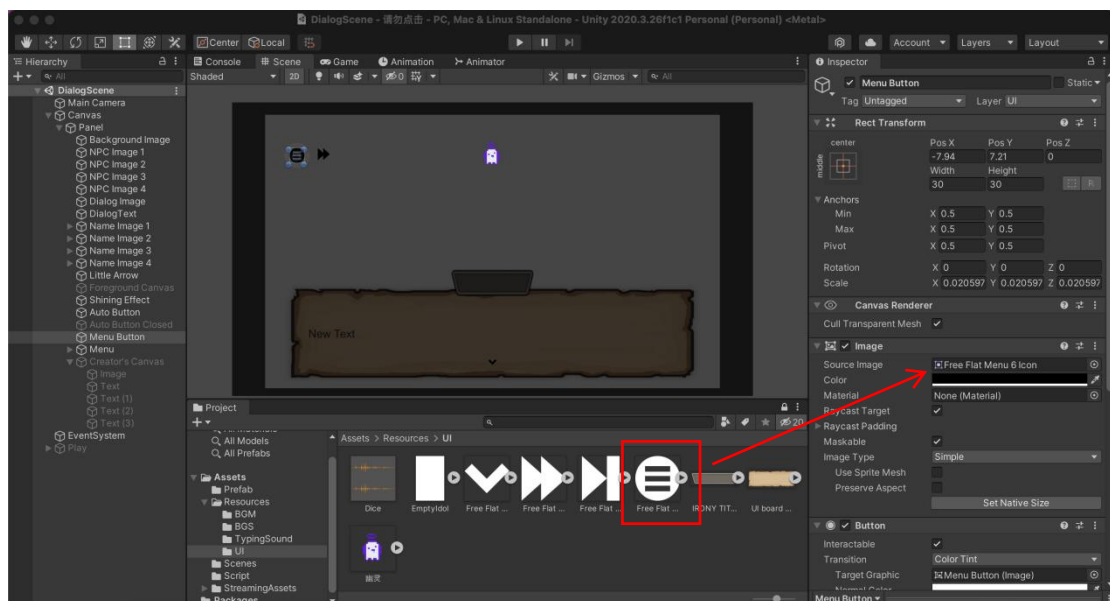 DialogScene - 请勿点击 - PC, Mac & Linux Standalone - Unity 2020.3.26f1c1 Personal (Personal) <Metal>
Center Local
Account Layers Layout
Hierarchy
All
DialogScene
Main Camera
Canvas
Panel
Background Image
NPC Image 1
NPC Image 2
NPC Image 3
NPC Image 4
Dialog Image
DialogText
Name Image 1
Name Image 2
Name Image 3
Name Image 4
Little Arrow
Foreground Canvas
Shining Effect
Auto Button
Auto Button Closed
Menu Button
Menu
Creator's Canvas
Image
Text
Text (1)
Text (2)
Text (3)
EventSystem
Play
Console Scene Game Animation Animator
Shaded 2D 0 Gizmos All
New Text
Project
20
All Models
All Prefabs
Assets
Prefab
Resources
BGM
BGS
TypingSound
UI
Scenes
Script
StreamingAssets
Packages
Assets > Resources > UI
Dice EmptyIdol Free Flat ... Free Flat ... Free Flat ... Free Flat ... IRONY TIT... UI board ...
幽灵
Inspector
Menu Button Static
Tag Untagged Layer UI
Rect Transform
center Pos X Pos Y Pos Z
middle -7.94 7.21 0
Width Height
30 30 R
Anchors
Min X 0.5 Y 0.5
Max X 0.5 Y 0.5
Pivot X 0.5 Y 0.5
Rotation X 0 Y 0 Z 0
Scale X 0.020597 Y 0.020597 Z 0.020597
Canvas Renderer
Cull Transparent Mesh
Image
Source Image Free Flat Menu 6 Icon
Color
Material None (Material)
Raycast Target
Raycast Padding
Maskable
Image Type Simple
Use Sprite Mesh
Preserve Aspect
Set Native Size
Button
Interactable
Transition Color Tint
Target Graphic Menu Button (Image)
Normal Color
Menu Button